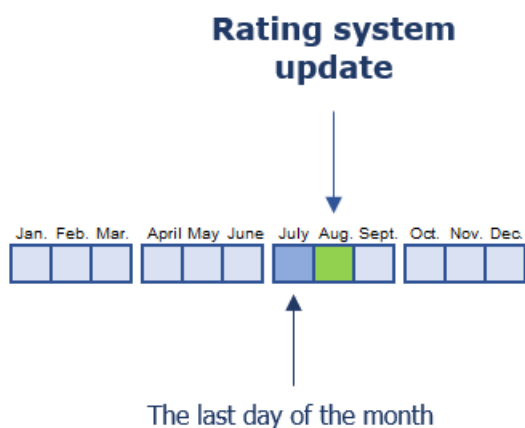 Rating system
update
Jan. Feb. Mar. April May June July Aug. Sept. Oct. Nov. Dec.
The last day of the month